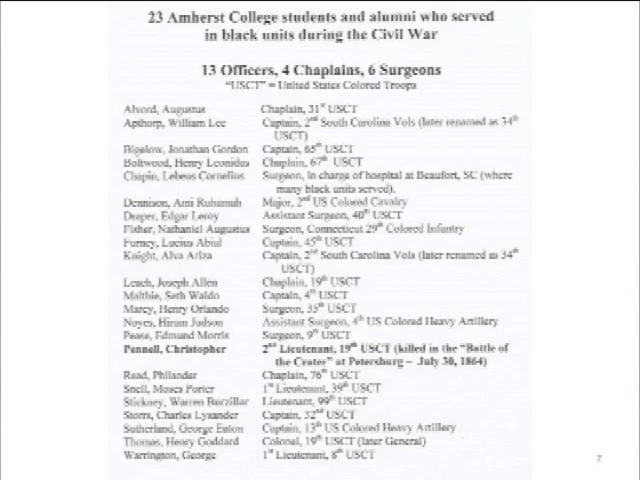 23 Amherst College students and alumni who served
in black units during the Civil War
13 Officers, 4 Chaplains, 6 Surgeons
"USCT" = United States Colored Troops
Alvord, Augustus Chaplain, 31st USCT
Apthorp, William Lee Captain, 2nd South Carolina Vols (later renamed as 34th
USCT)
Bigelow, Jonathan Gordon Captain, 65th USCT
Boltwood, Henry Leonidus Chaplain, 67th USCT
Chapin, Lebeus Cornelius Surgeon, in charge of hospital at Beaufort, SC (where
many black units served).
Dennison, Ami Ruhamah Major, 2nd US Colored Cavalry
Draper, Edgar Leroy Assistant Surgeon, 40th USCT
Fisher, Nathaniel Augustus Surgeon, Connecticut 29th Colored Infantry
Lucius Captain, 45th USCT
Knight, Alva Ariza Captain, 2nd South Carolina Vols (later renamed as 34th
USCT)
Leach, Joseph Allen Chaplain, 19th USCT
Maltbie, Seth Waldo Captain, 4th USCT
Marcy, Henry Orlando Surgeon, 35th USCT
Noyes, Hiram Judson Assistant Surgeon, 4th US Colored Heavy Artillery
Pease, Edmund Morris Surgeon, 9th USCT
Pennell, Christopher 2nd Lieutenant, 19th USCT (killed in the "Battle of
the Crater" at Petersburg – July 30, 1864)
Read, Philander Chaplain, 76th USCT
Snell, Moses Porter 1st Lieutenant, 39th USCT
Stickney, Warren Burzillar Lieutenant, 99th USCT
Storrs, Charles Lysander Captain, 32nd USCT
Sutherland, George Eaton Captain, 13th US Colored Heavy Artillery
Thomas, Henry Goddard Colonel, 19th USCT (later General)
Warrington, George 1st Lieutenant, 8th USCT
7